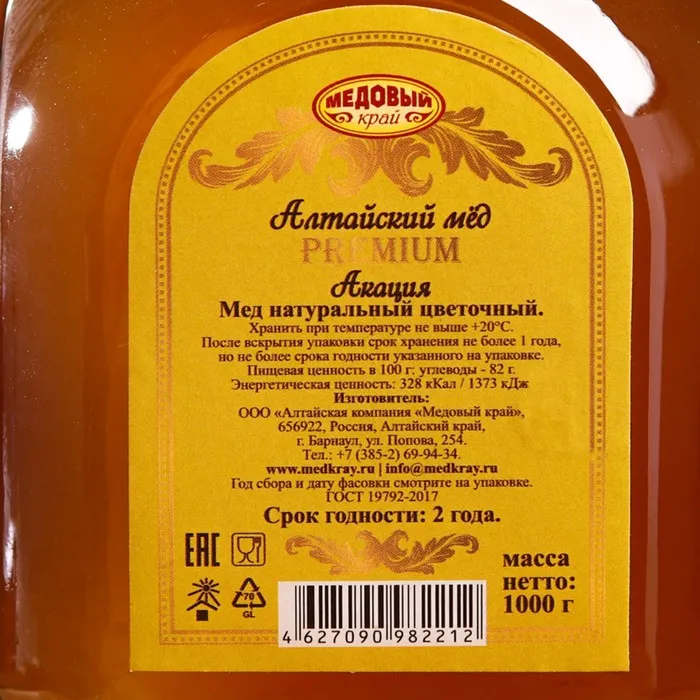 МЕДОВЫЙ
край
Алтайский мёд
PREMIUM
Акация
Мед натуральный цветочный.
Хранить при температуре не выше +20°С.
После вскрытия упаковки срок хранения не более 1 года,
но не более срока годности указанного на упаковке.
Пищевая ценность в 100 г: углеводы - 82 г.
Энергетическая ценность: 328 кКал / 1373 кДж
Изготовитель:
ООО «Алтайская компания «Медовый край»,
656922, Россия, Алтайский край,
г. Барнаул, ул. Попова, 254.
Тел.: +7 (385-2) 69-94-34.
www.medkray.ru | info@medkray.ru
Год сбора и дату фасовки смотрите на упаковке.
ГОСТ 19792-2017
Срок годности: 2 года.
ЕАС
масса
нетто:
1000 г
70
GL
4 627090 982212